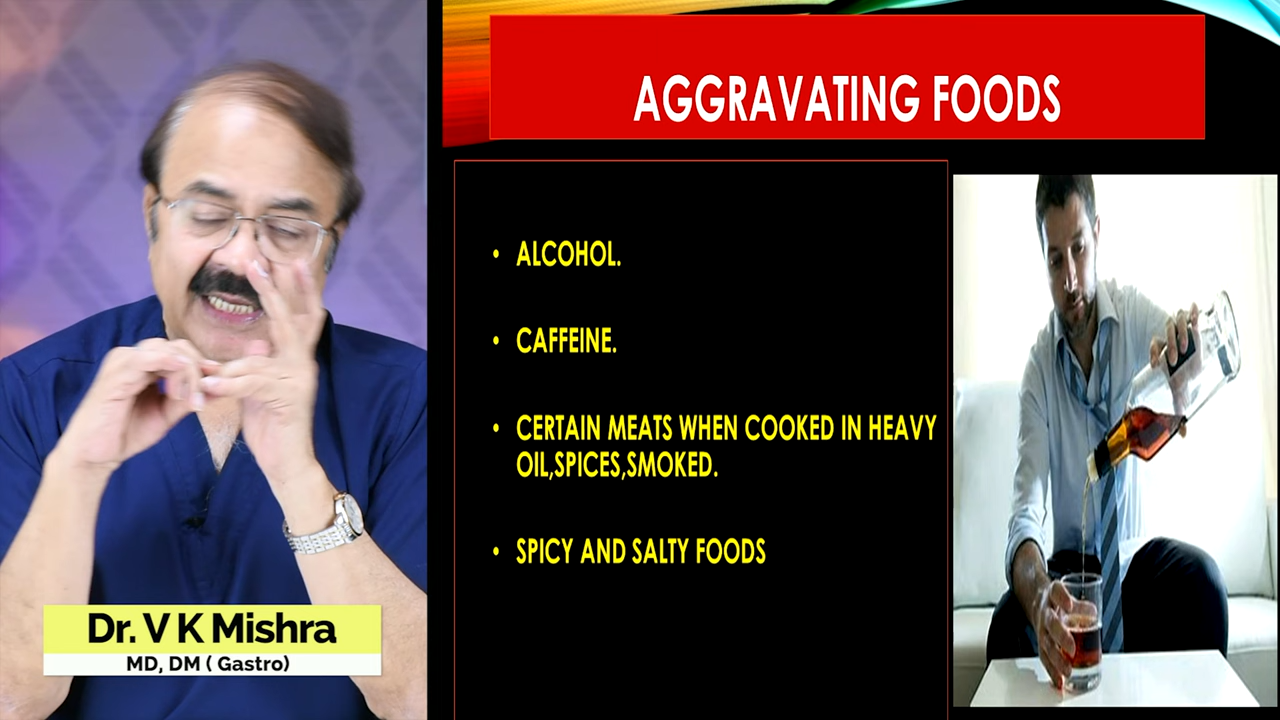 AGGRAVATING FOODS
• ALCOHOL.
• CAFFEINE.
• CERTAIN MEATS WHEN COOKED IN HEAVY
OIL,SPICES,SMOKED.
• SPICY AND SALTY FOODS
Dr. V K Mishra
MD, DM ( Gastro)